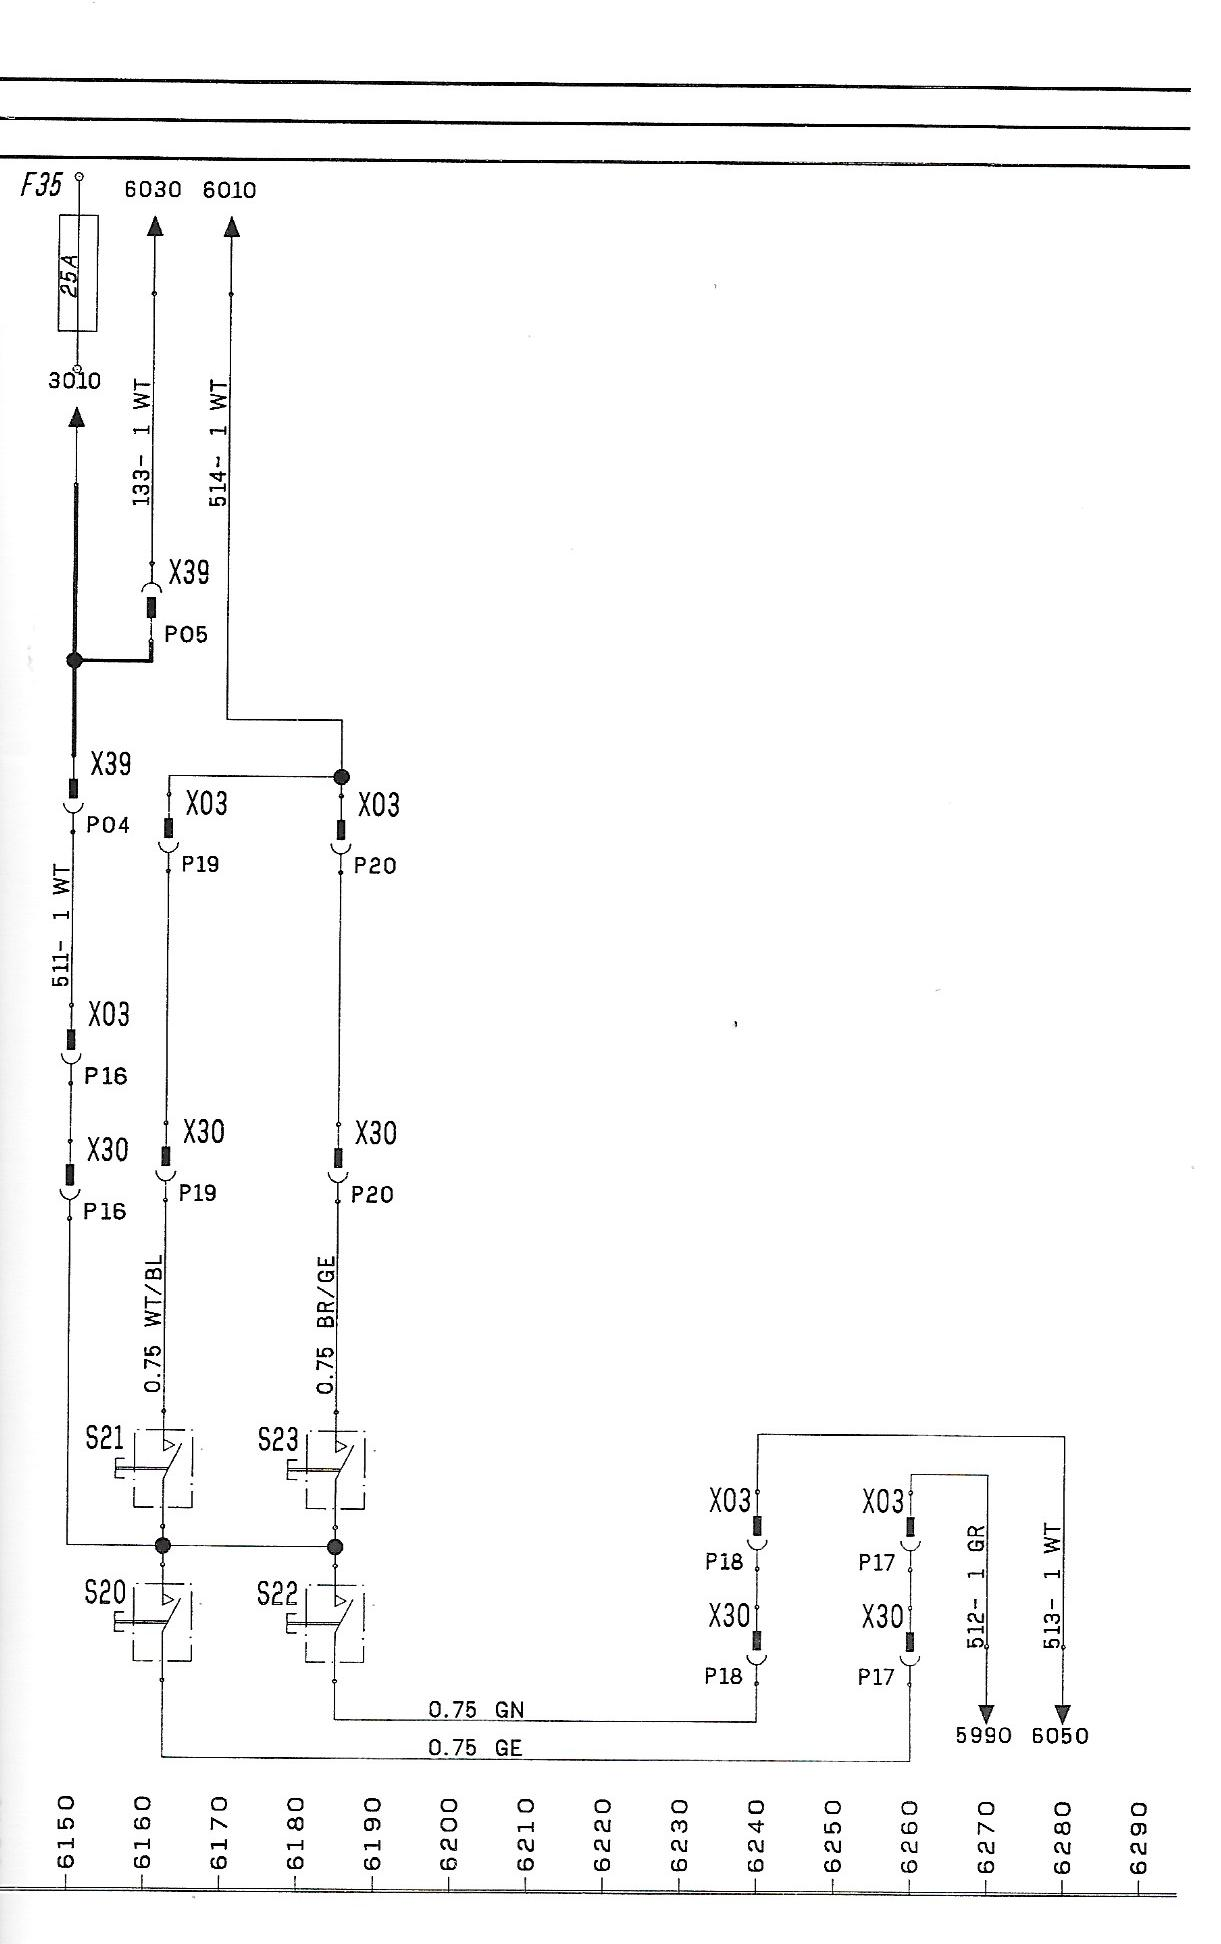 F35
6030
6010
25A
3010
133- 1 WT
514- 1 WT
X39
P05
X39
P04
X03
P19
X03
P20
511- 1 WT
X03
P16
X30
P16
X30
P19
X30
P20
0.75 WT/BL
0.75 BR/GE
S21
S23
S20
S22
X03
P18
X30
P18
X03
P17
X30
P17
512- 1 GR
513- 1 WT
5990
6050
0.75 GN
0.75 GE
6150
6160
6170
6180
6190
6200
6210
6220
6230
6240
6250
6260
6270
6280
6290